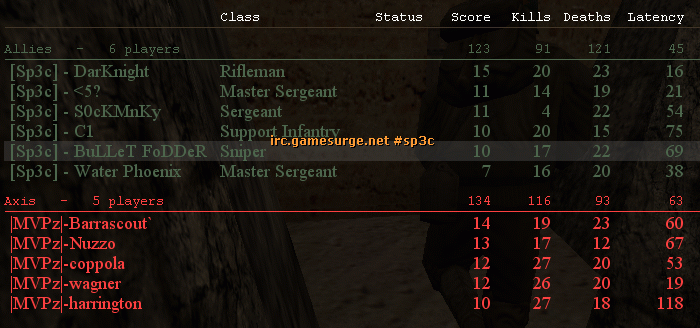 Class Status Score Kills Deaths Latency
Allies - 6 players 123 91 121 45
[Sp3c] - DarKnight Rifleman 15 20 23 16
[Sp3c] - <5? Master Sergeant 11 14 19 21
[Sp3c] - S0cKMnKy Sergeant 11 4 22 54
[Sp3c] - C1 Support Infantry 10 20 15 75
irc.gamesurge.net #sp3c
[Sp3c] - BuLLeT FoDDeR Sniper 10 17 22 69
[Sp3c] - Water Phoenix Master Sergeant 7 16 20 38
Axis - 5 players 134 116 93 63
|MVPz|-Barrascout` 14 19 23 60
|MVPz|-Nuzzo 13 17 12 67
|MVPz|-coppola 12 27 20 53
|MVPz|-wagner 12 26 20 19
|MVPz|-harrington 10 27 18 118